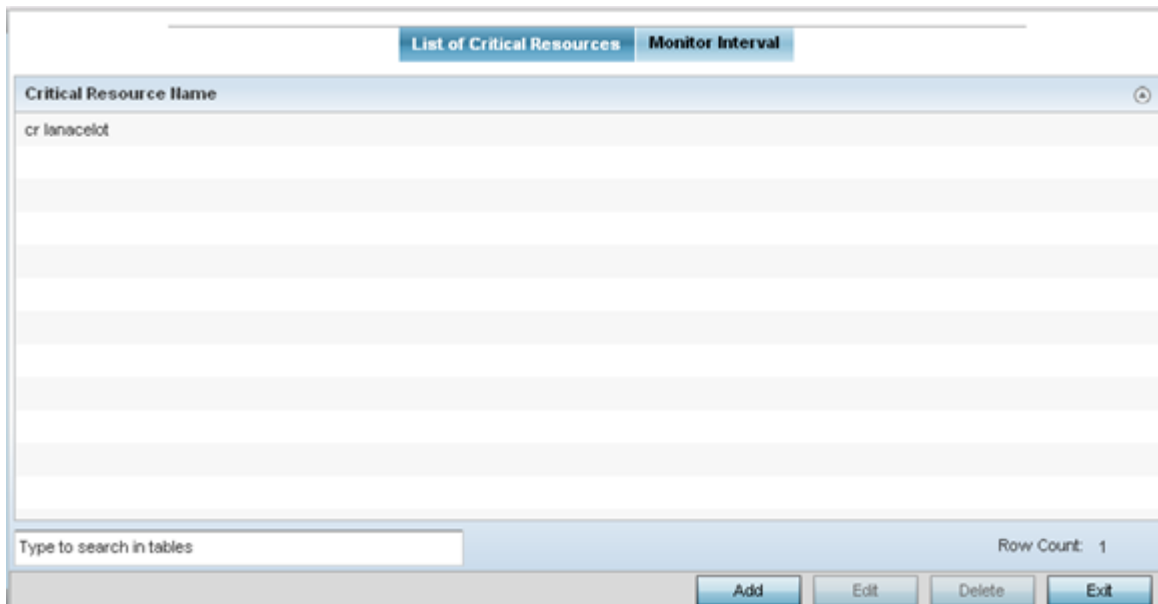 List of Critical Resources Monitor Interval
Critical Resource Name
cr lanacelot
Type to search in tables Row Count: 1
Add Edit Delete Exit